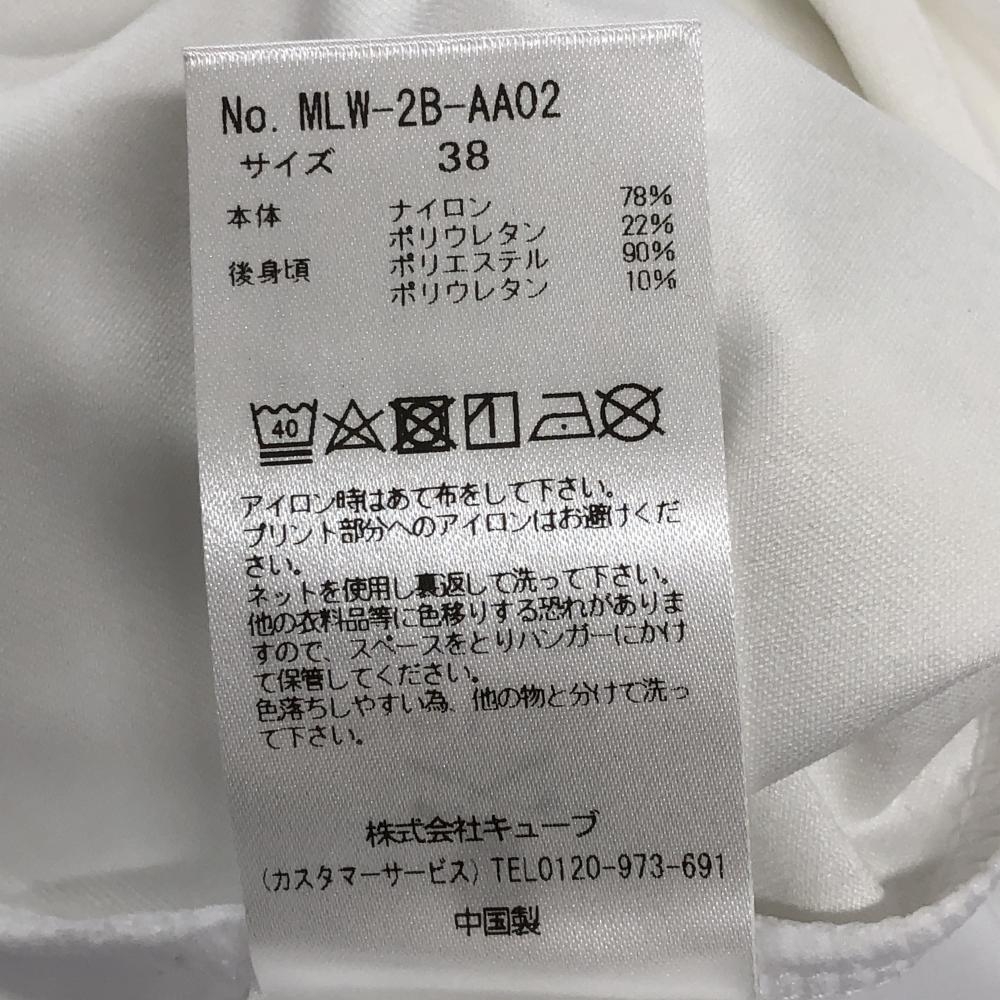 No. MLW-2B-AA02
サイズ 38
本体 ナイロン 78%
ポリウレタン 22%
後身頃 ポリエステル 90%
ポリウレタン 10%
40
アイロン時はあて布をして下さい。
プリント部分へのアイロンはお避けくだ
さい。
ネットを使用し裏返して洗って下さい。
他の衣料品等に色移りする恐れがありま
すので、スペースをとりハンガーにかけ
て保管してください。
色落ちしやすい為、他の物と分けて洗っ
て下さい。
株式会社キューブ
(カスタマーサービス) TEL0120-973-691
中国製